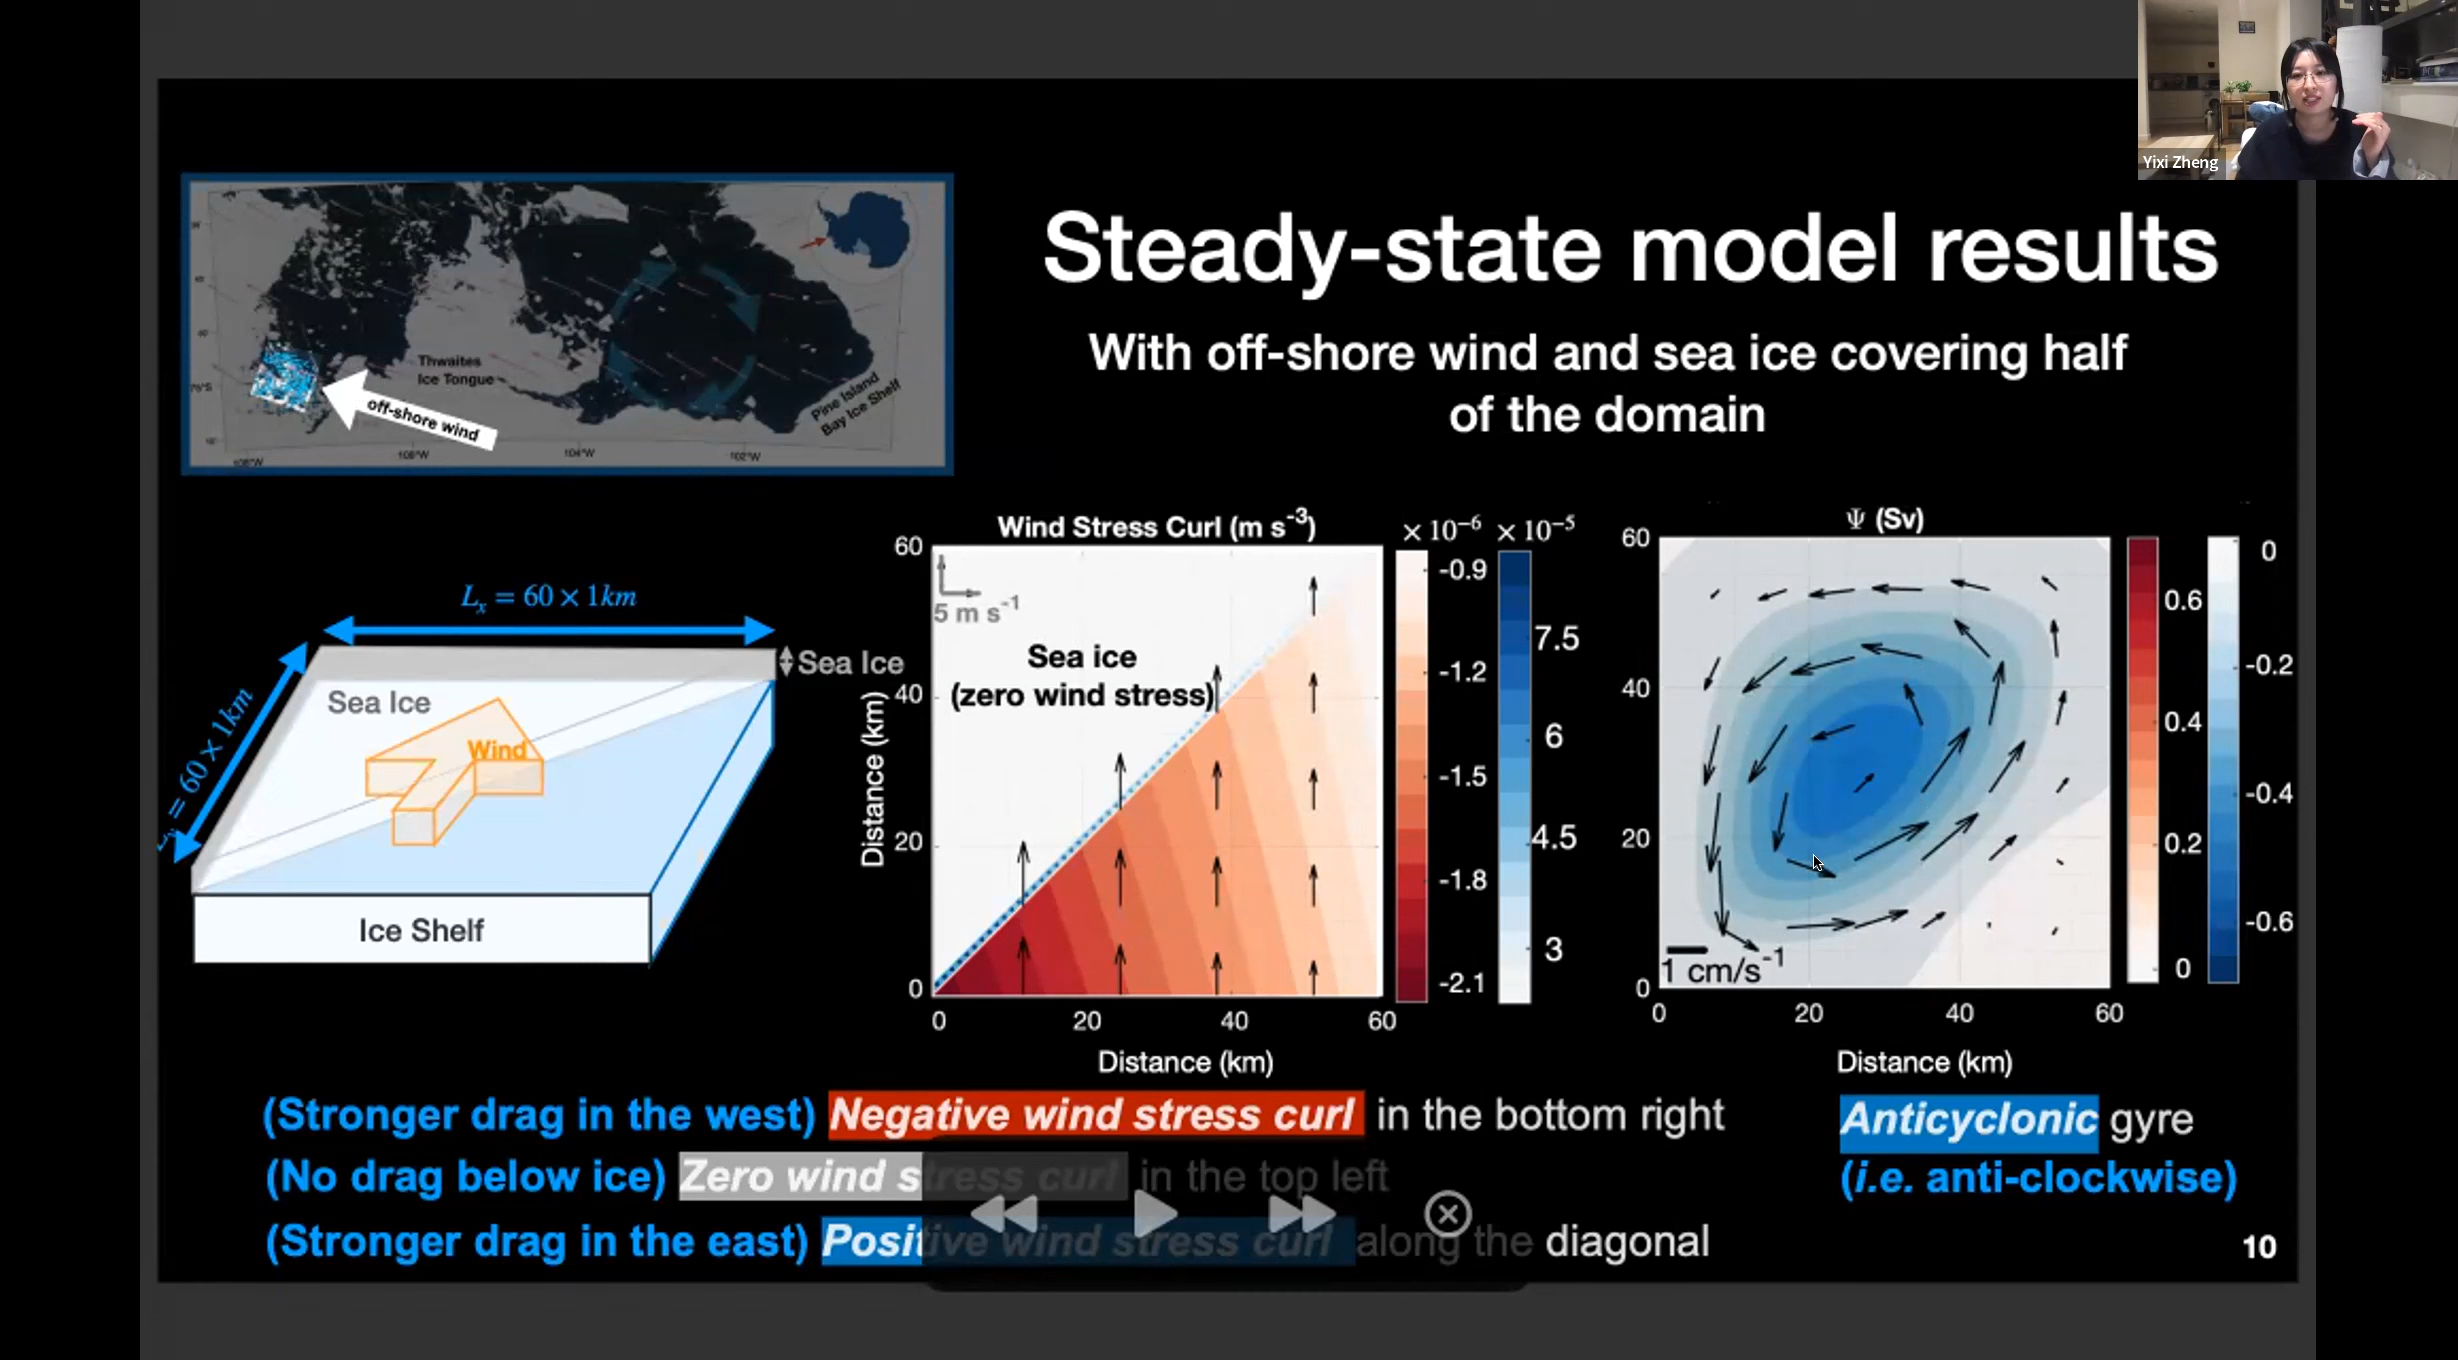 Yixi Zheng
Steady-state model results
With off-shore wind and sea ice covering half
of the domain
Thwaites
Ice Tongue
Pine Island
Bay Ice Shelf
off-shore wind
108°W
106°W
104°W
102°W
Lx = 60 × 1km
= 60 × 1km
Sea Ice
Sea Ice
Wind
Ice Shelf
Wind Stress Curl (m s-3)
× 10-6 × 10-5
60
40
20
0
Distance (km)
5 m s-1
Sea ice
(zero wind stress)
0 20 40 60
Distance (km)
-0.9
-1.2
-1.5
-1.8
-2.1
7.5
6
4.5
3
Ψ (Sv)
60
40
20
0
1 cm/s-1
0 20 40 60
Distance (km)
0.6
0.4
0.2
0
0
-0.2
-0.4
-0.6
(Stronger drag in the west) Negative wind stress curl in the bottom right
(No drag below ice) Zero wind stress curl in the top left
(Stronger drag in the east) Positive wind stress curl along the diagonal
Anticyclonic gyre
(i.e. anti-clockwise)
10